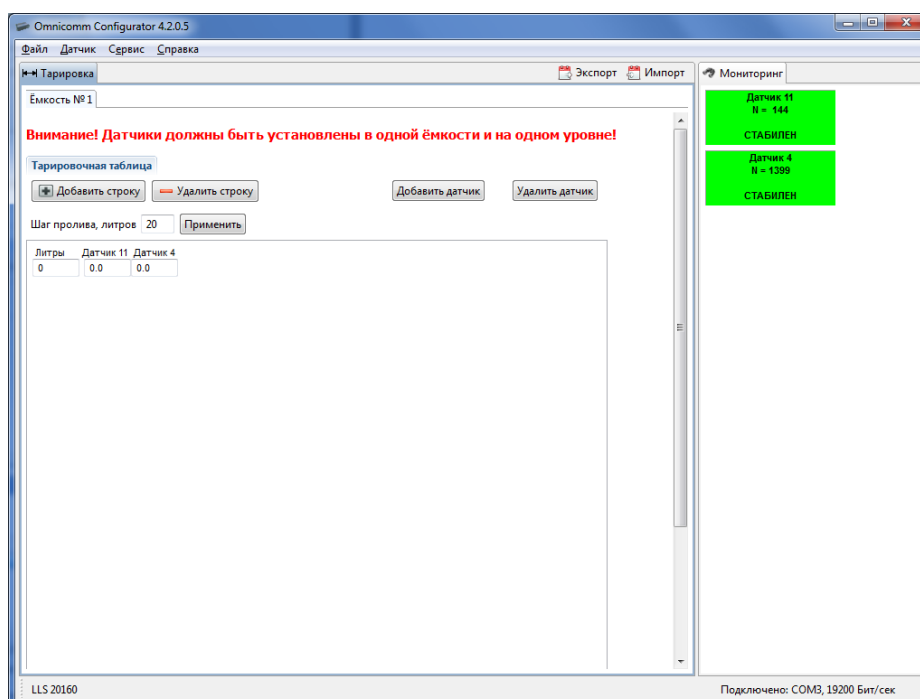 Omnicomm Configurator 4.2.0.5
Файл Датчик Сервис Справка
Тарировка
Экспорт Импорт
Мониторинг
Ёмкость №1
Датчик 11
N = 144
СТАБИЛЕН
Внимание! Датчики должны быть установлены в одной ёмкости и на одном уровне!
Датчик 4
N = 1399
СТАБИЛЕН
Тарировочная таблица
Добавить строку Удалить строку Добавить датчик Удалить датчик
Шаг пролива, литров 20 Применить
Литры Датчик 11 Датчик 4
0 0.0 0.0
LLS 20160 Подключено: COM3, 19200 Бит/сек